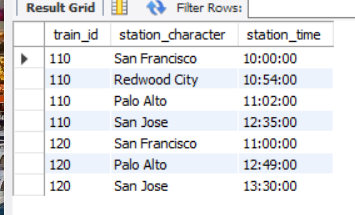 Result Grid Filter Rows:
train_id station_character station_time
110 San Francisco 10:00:00
110 Redwood City 10:54:00
110 Palo Alto 11:02:00
110 San Jose 12:35:00
120 San Francisco 11:00:00
120 Palo Alto 12:49:00
120 San Jose 13:30:00